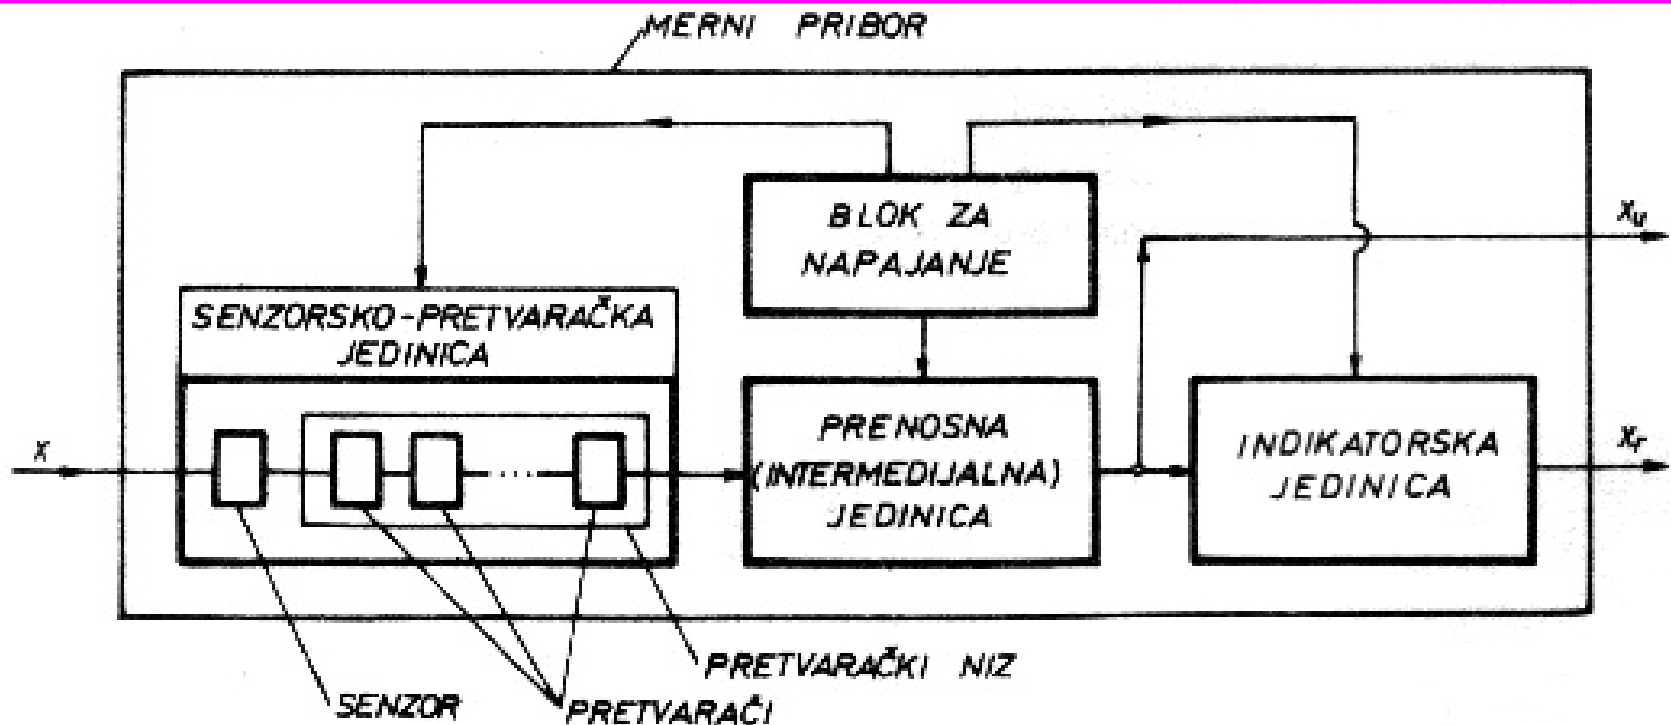 MERNI PRIBOR
BLOK ZA
NAPAJANJE
Xu
SENZORSKO-PRETVARAČKA
JEDINICA
X
PRENOSNA
(INTERMEDIJALNA)
JEDINICA
INDIKATORSKA
JEDINICA
Xr
PRETVARAČKI NIZ
SENZOR
PRETVARAČI